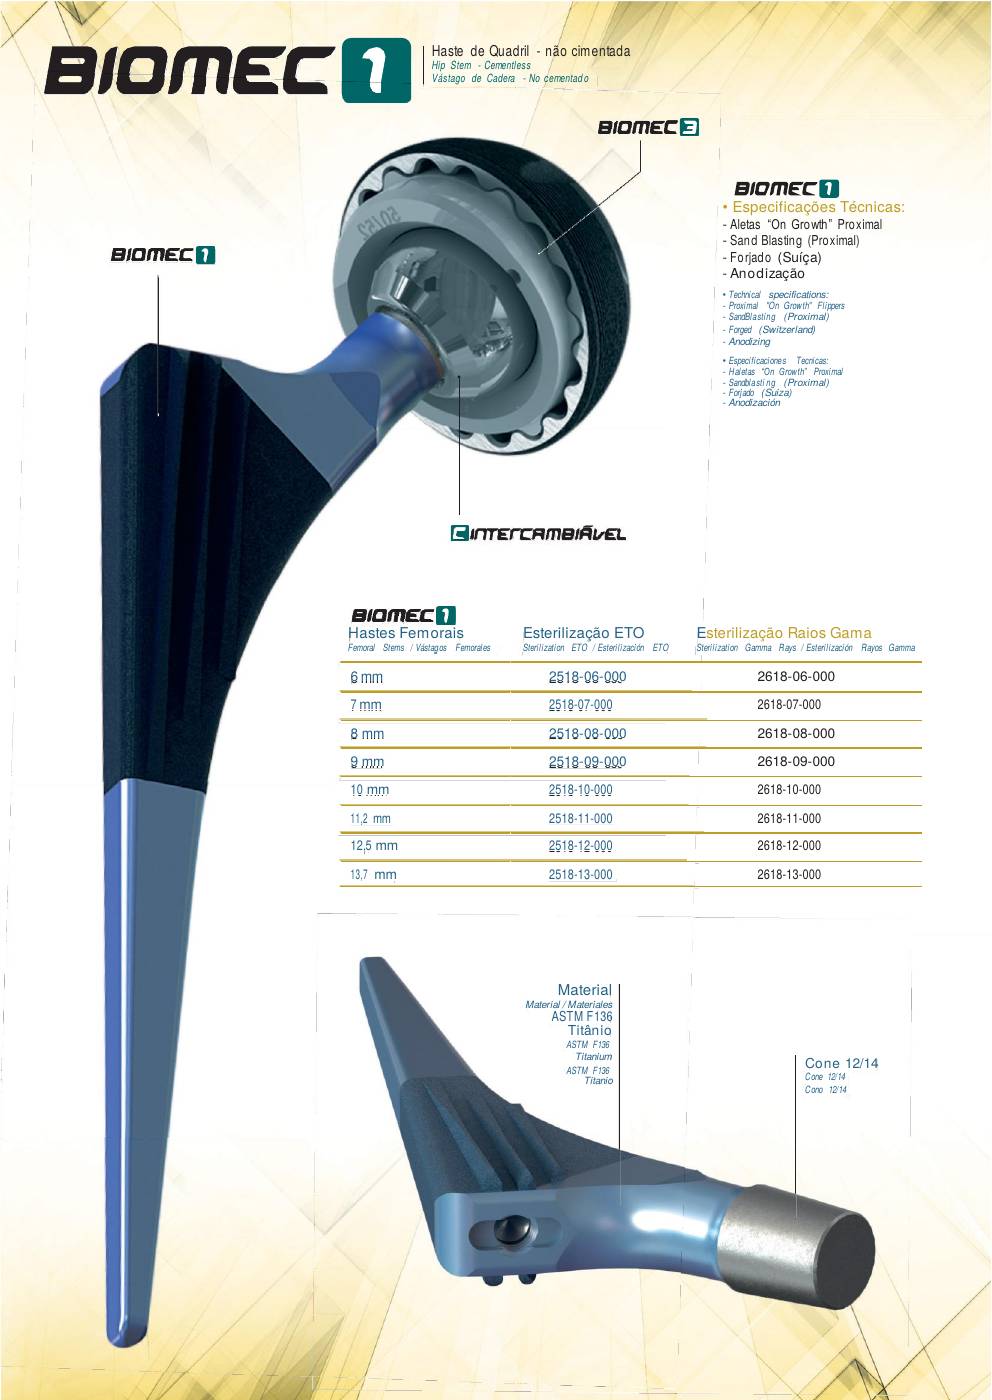 BIOMEC 1
Haste de Quadril - não cimentada
Hip Stem - Cementless
Vástago de Cadera - No cementado
BIOMEC 3
BIOMEC 1
50/52
BIOMEC 1
• Especificações Técnicas:
- Aletas “On Growth” Proximal
- Sand Blasting (Proximal)
- Forjado (Suíça)
- Anodização
• Technical specifications:
- Proximal “On Growth” Flippers
- SandBlasting (Proximal)
- Forged (Switzerland)
- Anodizing
• Especificaciones Tecnicas:
- Haletas “On Growth” Proximal
- Sandblasting (Proximal)
- Forjado (Suiza)
- Anodización
C INTERCAMBIÁVEL
BIOMEC 1
Hastes Femorais Esterilização ETO Esterilização Raios Gama
Femoral Stems / Vástagos Femorales Sterilization ETO / Esterilización ETO Sterilization Gamma Rays / Esterilización Rayos Gamma
6 mm 2518-06-000 2618-06-000
7 mm 2518-07-000 2618-07-000
8 mm 2518-08-000 2618-08-000
9 mm 2518-09-000 2618-09-000
10 mm 2518-10-000 2618-10-000
11,2 mm 2518-11-000 2618-11-000
12,5 mm 2518-12-000 2618-12-000
13,7 mm 2518-13-000 2618-13-000
Material
Material / Materiales
ASTM F136
Titânio
ASTM F136
Titanium
ASTM F136
Titanio
Cone 12/14
Cone 12/14
Cono 12/14